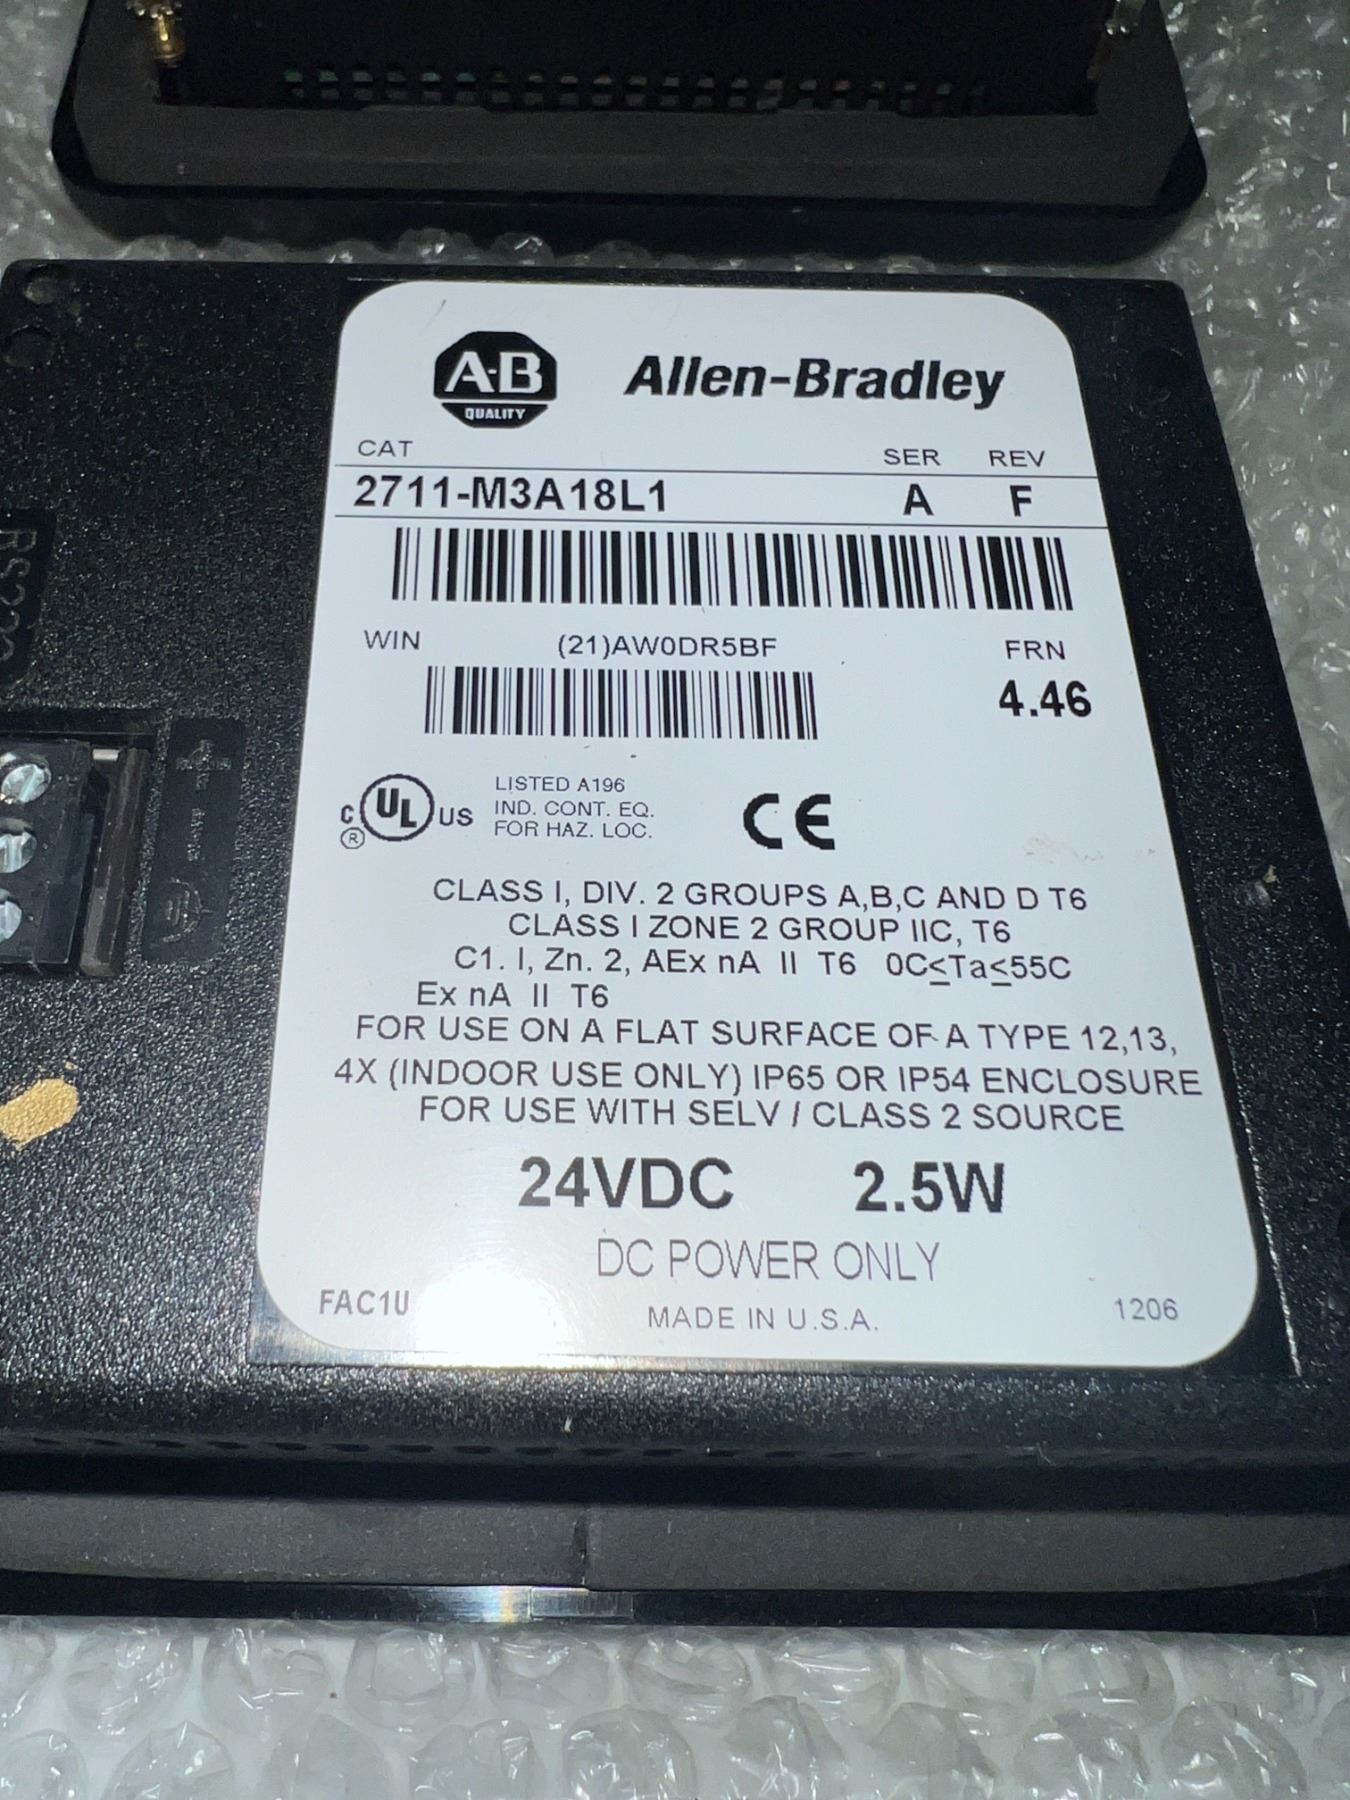 A·B
QUALITY
Allen-Bradley
CAT SER REV
2711-M3A18L1 A F
WIN (21)AW0DR5BF FRN
4.46
C UL US ®
LISTED A196
IND. CONT. EQ.
FOR HAZ. LOC.
CE
CLASS I, DIV. 2 GROUPS A,B,C AND D T6
CLASS I ZONE 2 GROUP IIC, T6
C1. I, Zn. 2, AEx nA II T6 0C≤Ta≤55C
Ex nA II T6
FOR USE ON A FLAT SURFACE OF A TYPE 12,13,
4X (INDOOR USE ONLY) IP65 OR IP54 ENCLOSURE
FOR USE WITH SELV / CLASS 2 SOURCE
24VDC 2.5W
DC POWER ONLY
FAC1U MADE IN U.S.A. 1206